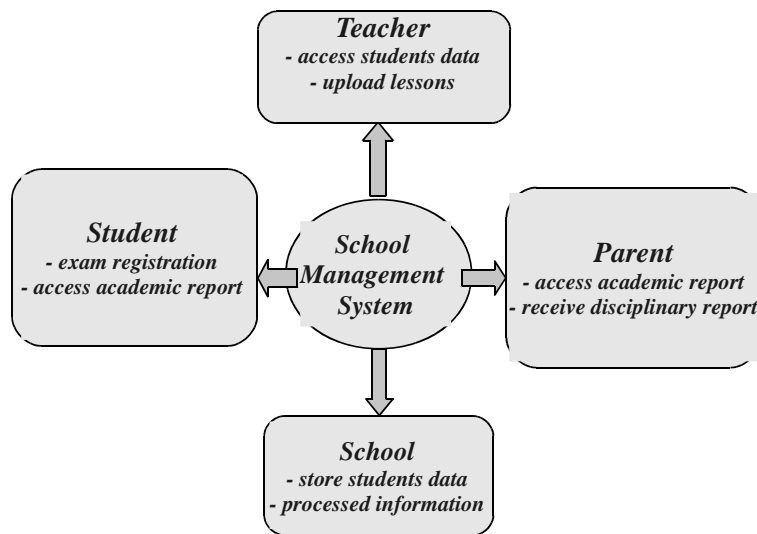 Teacher
- access students data
- upload lessons
Student
- exam registration
- access academic report
School
Management
System
Parent
- access academic report
- receive disciplinary report
School
- store students data
- processed information